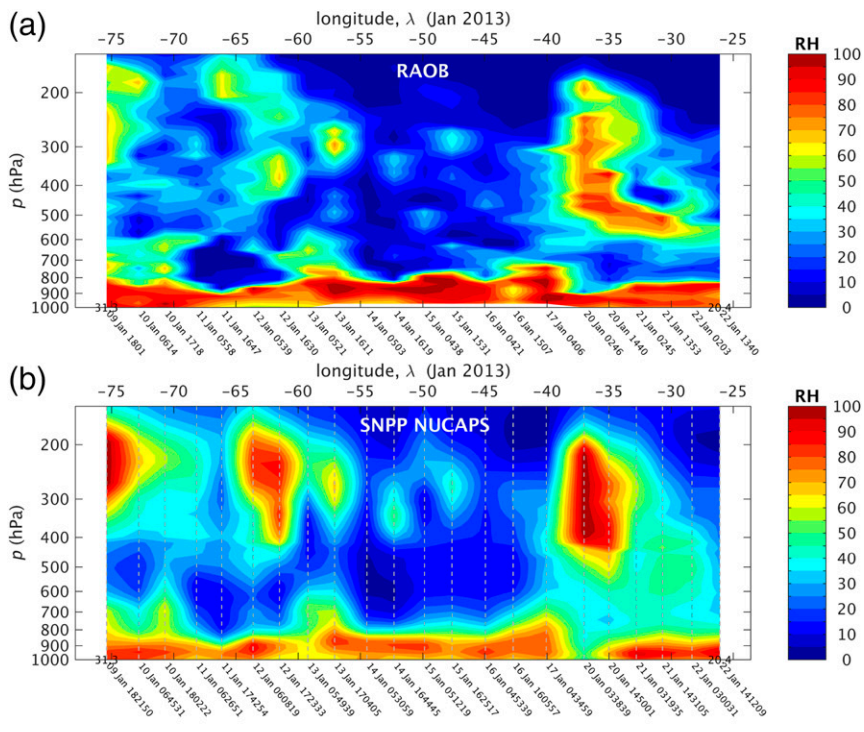 (a)
longitude, λ (Jan 2013)
−75 −70 −65 −60 −55 −50 −45 −40 −35 −30 −25
RAOB
RH
p (hPa)
200
300
400
500
600
700
800
900
1000
100
90
80
70
60
50
40
30
20
10
0
20.4
09 Jan 1801
10 Jan 0614
10 Jan 1718
11 Jan 0558
11 Jan 1647
12 Jan 0539
12 Jan 1630
13 Jan 0521
13 Jan 1611
14 Jan 0503
14 Jan 1619
15 Jan 0438
15 Jan 1531
16 Jan 0421
16 Jan 1507
17 Jan 0406
20 Jan 0246
20 Jan 1440
21 Jan 0245
21 Jan 1353
22 Jan 0203
22 Jan 1340
(b)
longitude, λ (Jan 2013)
−75 −70 −65 −60 −55 −50 −45 −40 −35 −30 −25
SNPP NUCAPS
RH
p (hPa)
200
300
400
500
600
700
800
900
1000
100
90
80
70
60
50
40
30
20
10
0
20.4
09 Jan 182150
10 Jan 064531
10 Jan 180222
11 Jan 062651
11 Jan 174254
12 Jan 060819
12 Jan 172333
13 Jan 054939
13 Jan 170405
14 Jan 053059
14 Jan 164445
15 Jan 051219
15 Jan 162517
16 Jan 045339
16 Jan 160557
17 Jan 043459
20 Jan 033839
20 Jan 145001
21 Jan 031935
21 Jan 143105
22 Jan 030031
22 Jan 141209